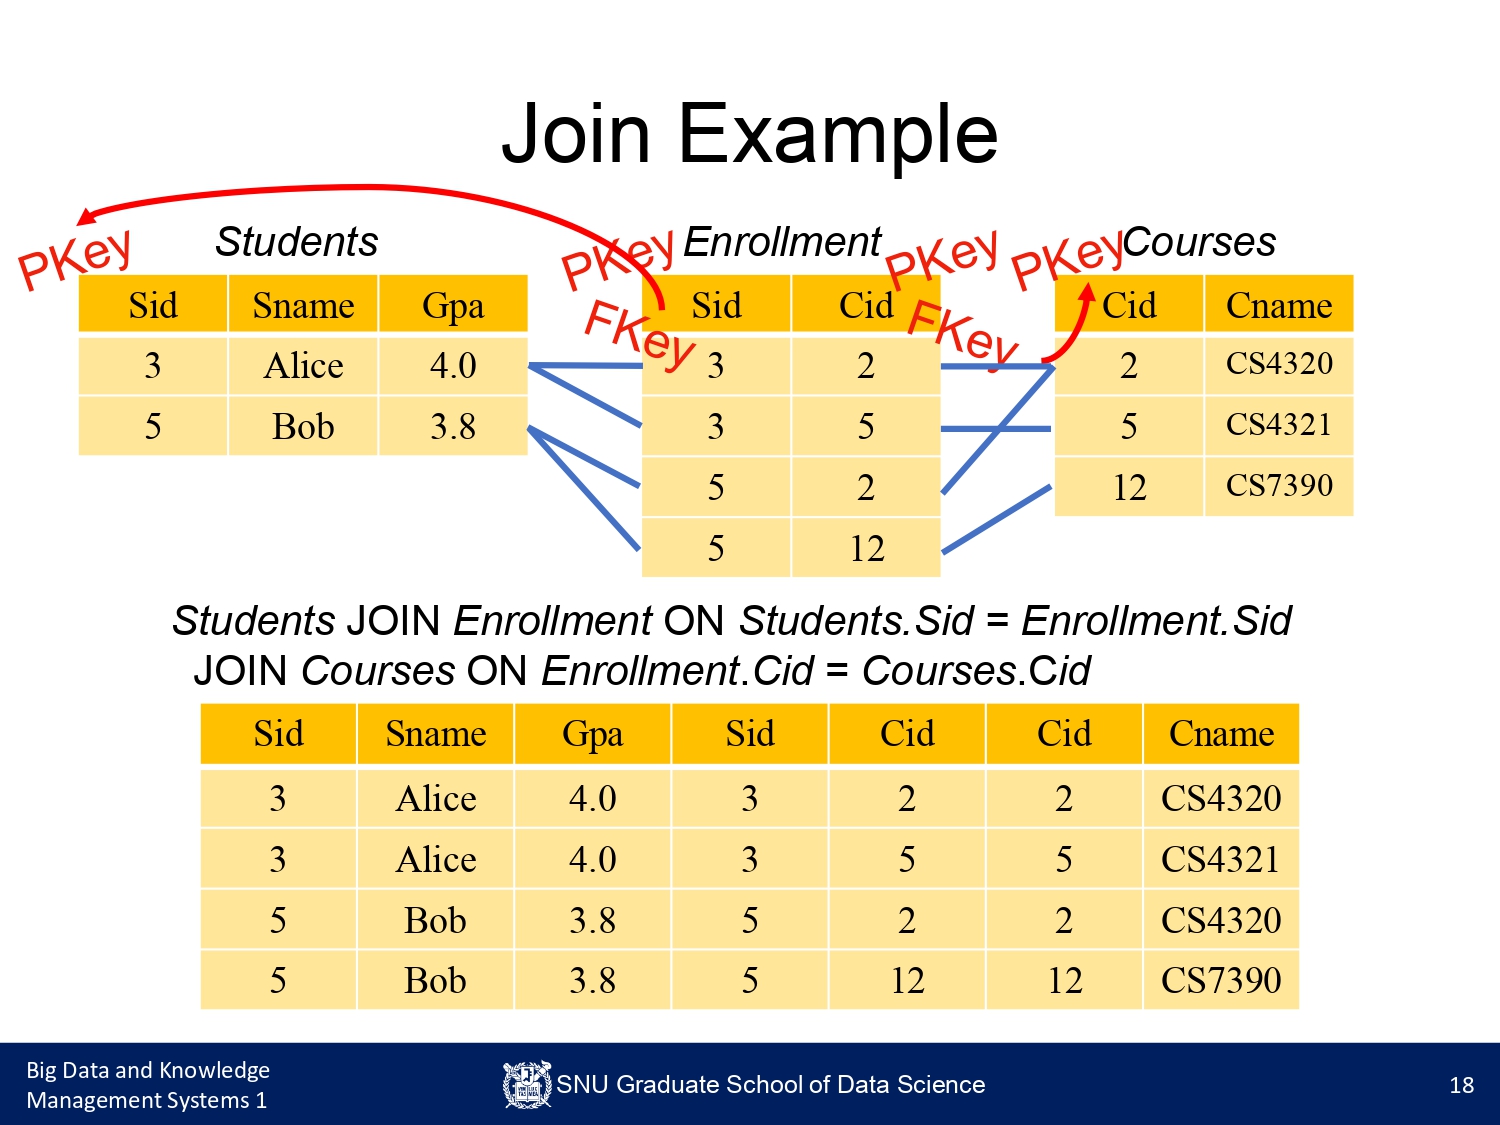 Join Example
Students Enrollment Courses
PKey PKey PKey PKey
FKey FKey
Sid Sname Gpa
3 Alice 4.0
5 Bob 3.8
Sid Cid
3 2
3 5
5 2
5 12
Cid Cname
2 CS4320
5 CS4321
12 CS7390
Students JOIN Enrollment ON Students.Sid = Enrollment.Sid
JOIN Courses ON Enrollment.Cid = Courses.Cid
Sid Sname Gpa Sid Cid Cid Cname
3 Alice 4.0 3 2 2 CS4320
3 Alice 4.0 3 5 5 CS4321
5 Bob 3.8 5 2 2 CS4320
5 Bob 3.8 5 12 12 CS7390
Big Data and Knowledge
Management Systems 1
SNU Graduate School of Data Science
18